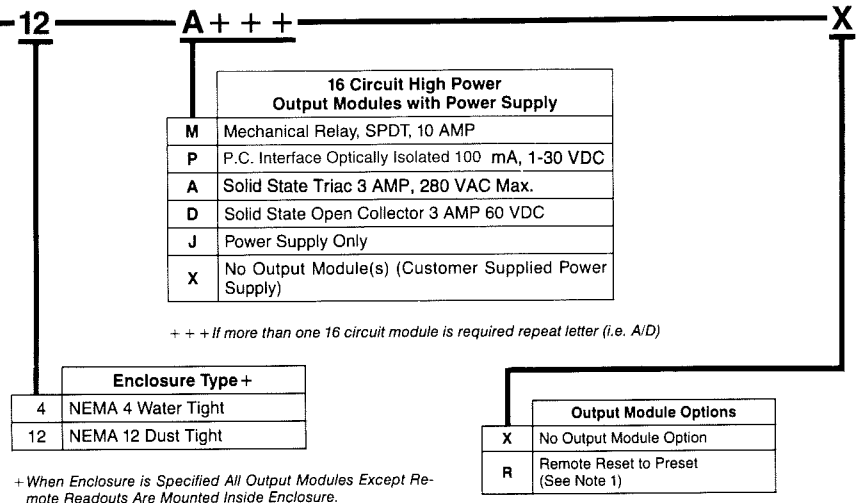 12 A+++ X
16 Circuit High Power
Output Modules with Power Supply
M Mechanical Relay, SPDT, 10 AMP
P P.C. Interface Optically Isolated 100 mA, 1-30 VDC
A Solid State Triac 3 AMP, 280 VAC Max.
D Solid State Open Collector 3 AMP 60 VDC
J Power Supply Only
X No Output Module(s) (Customer Supplied Power
Supply)
+++If more than one 16 circuit module is required repeat letter (i.e. A/D)
Enclosure Type+
4 NEMA 4 Water Tight
12 NEMA 12 Dust Tight
+When Enclosure is Specified All Output Modules Except Re-
mote Readouts Are Mounted Inside Enclosure.
Output Module Options
X No Output Module Option
R Remote Reset to Preset
(See Note 1)